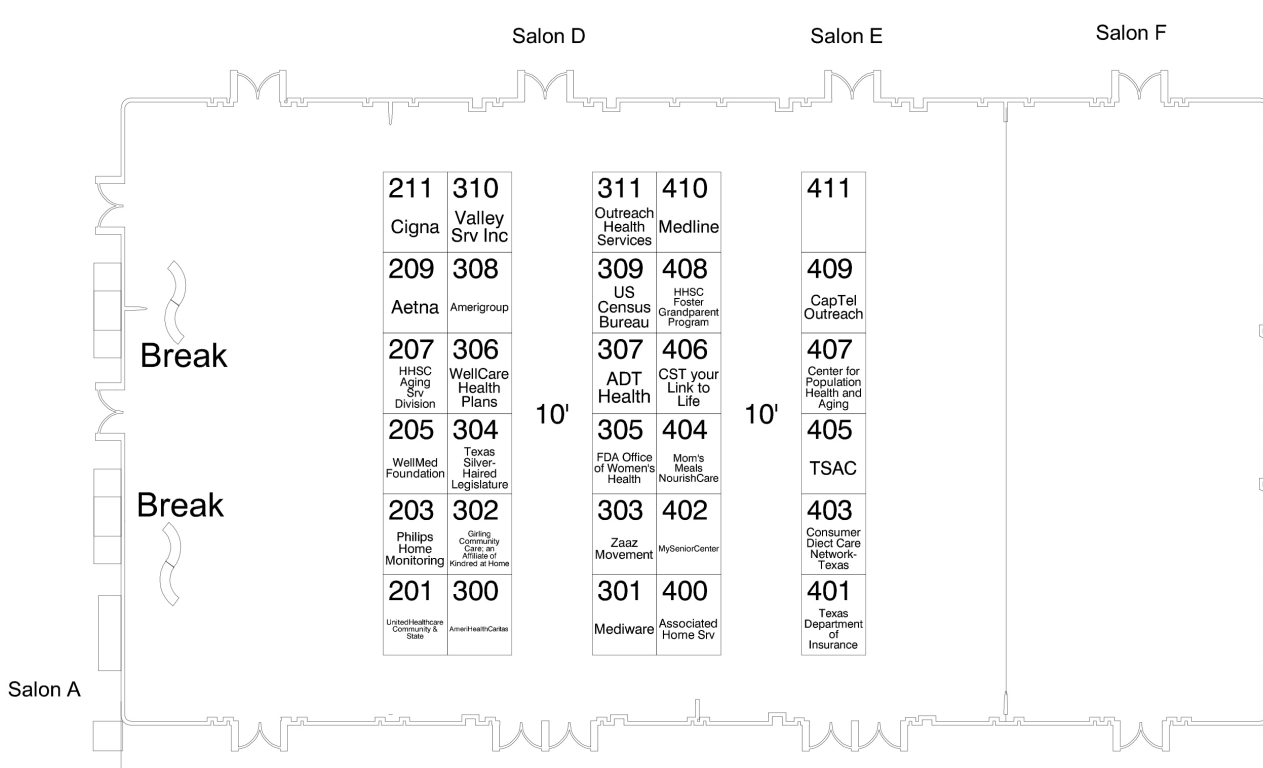 Salon D
Salon E
Salon F
211
Cigna
310
Valley
Srv Inc
311
Outreach
Health
Services
410
Medline
411
209
Aetna
308
Amerigroup
309
US
Census
Bureau
408
HHSC
Foster
Grandparent
Program
409
CapTel
Outreach
Break
207
HHSC
Aging
Srv
Division
306
WellCare
Health
Plans
10'
307
ADT
Health
406
CST your
Link to
Life
10'
407
Center for
Population
Health and
Aging
205
WellMed
Foundation
304
Texas
Silver-
Haired
Legislature
305
FDA Office
of Women's
Health
404
Mom's
Meals
NourishCare
405
TSAC
Break
203
Philips
Home
Monitoring
302
Girling
Community
Care; an
Affiliate of
Kindred at Home
303
Zaaz
Movement
402
MySeniorCenter
403
Consumer
Diect Care
Network-
Texas
201
UnitedHealthcare
Community &
State
300
AmeriHealthCaritas
301
Mediware
400
Associated
Home Srv
401
Texas
Department
of
Insurance
Salon A